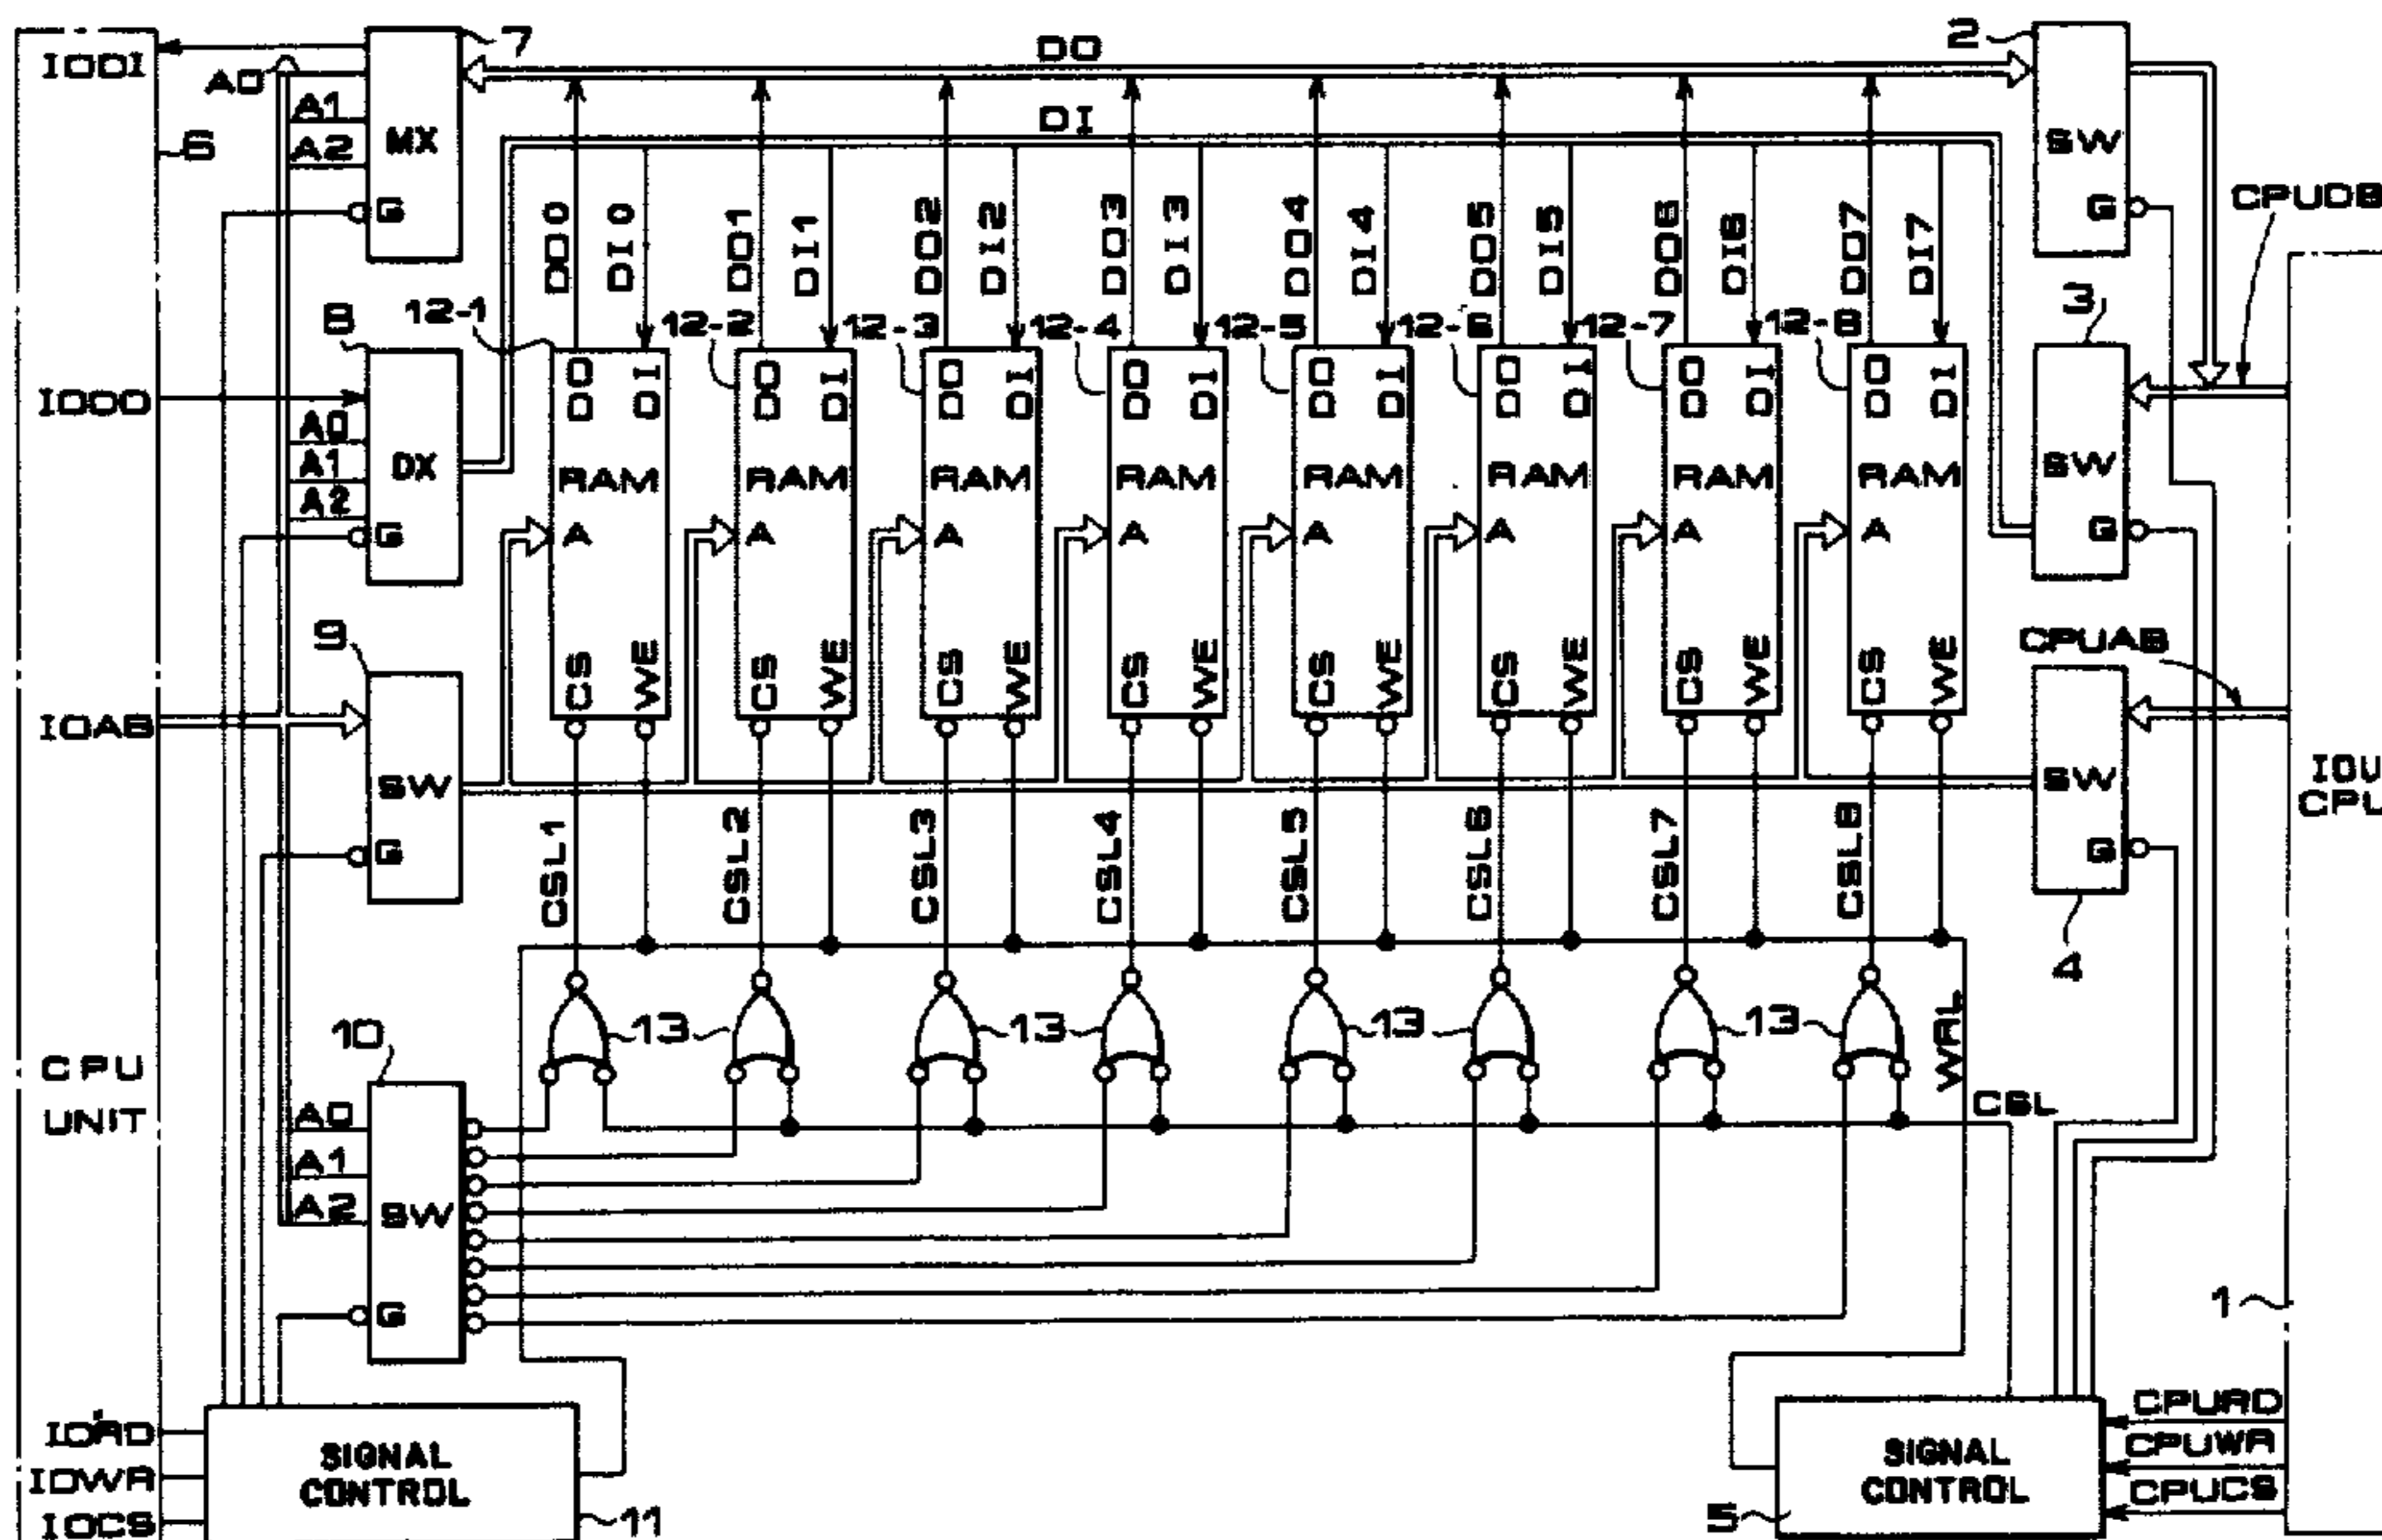 IODI
A0
A1
A2
MX
G
7
6
DO
DI
2
SW
G
CPUDB
DO0
DI0
DO1
DI1
DO2
DI2
DO3
DI3
DO4
DI4
DO5
DI5
DO6
DI6
DO7
DI7
8
12-1
12-2
12-3
12-4
12-5
12-6
12-7
12-8
3
IODO
A0
A1
A2
DX
G
DO DI
RAM
A
CS WE
DO DI
RAM
A
CS WE
DO DI
RAM
A
CS WE
DO DI
RAM
A
CS WE
DO DI
RAM
A
CS WE
DO DI
RAM
A
CS WE
DO DI
RAM
A
CS WE
DO DI
RAM
A
CS WE
SW
G
9
IOAB
SW
G
CPUAB
SW
G
4
CSL1
CSL2
CSL3
CSL4
CSL5
CSL6
CSL7
CSL8
13
13
13
13
WRL
CSL
CPU
UNIT
10
A0
A1
A2
SW
G
1
IORD
IOWR
IOCS
SIGNAL
CONTROL
11
SIGNAL
CONTROL
5
CPURD
CPUWR
CPUCS